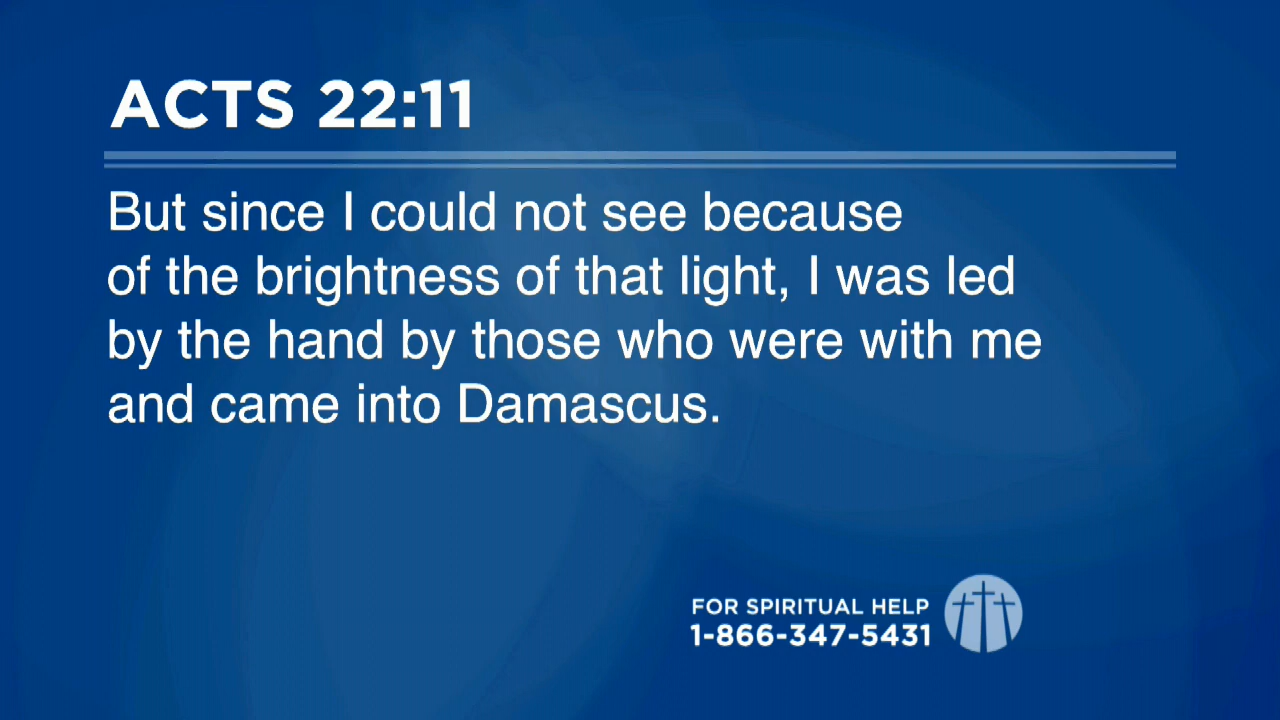 ACTS 22:11
But since I could not see because
of the brightness of that light, I was led
by the hand by those who were with me
and came into Damascus.
FOR SPIRITUAL HELP
1-866-347-5431